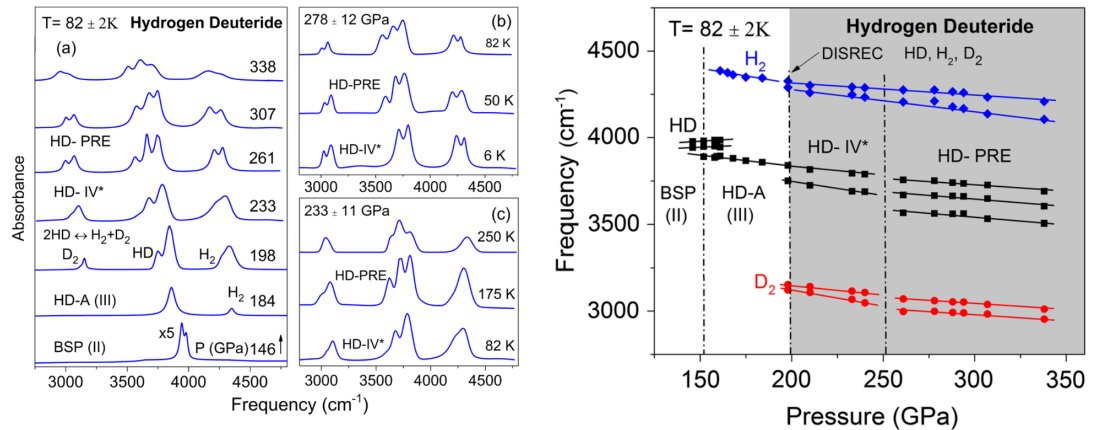 T= 82 ± 2K Hydrogen Deuteride
(a)
338
307
HD- PRE
261
HD- IV*
233
2HD ↔ H₂+D₂
D₂
HD
H₂
198
HD-A (III)
H₂
184
x5
BSP (II)
P (GPa)
146
3000 3500 4000 4500
Absorbance
278 ± 12 GPa
(b)
82 K
HD-PRE
50 K
HD-IV*
6 K
3000 3500 4000 4500
233 ± 11 GPa
(c)
250 K
HD-PRE
175 K
HD-IV*
82 K
3000 3500 4000 4500
Frequency (cm⁻¹)
T= 82 ± 2K
Hydrogen Deuteride
DISREC
HD, H₂, D₂
H₂
HD
HD- IV*
HD- PRE
BSP
(II)
HD-A
(III)
D₂
4500
4000
3500
3000
Frequency (cm⁻¹)
150 200 250 300 350
Pressure (GPa)